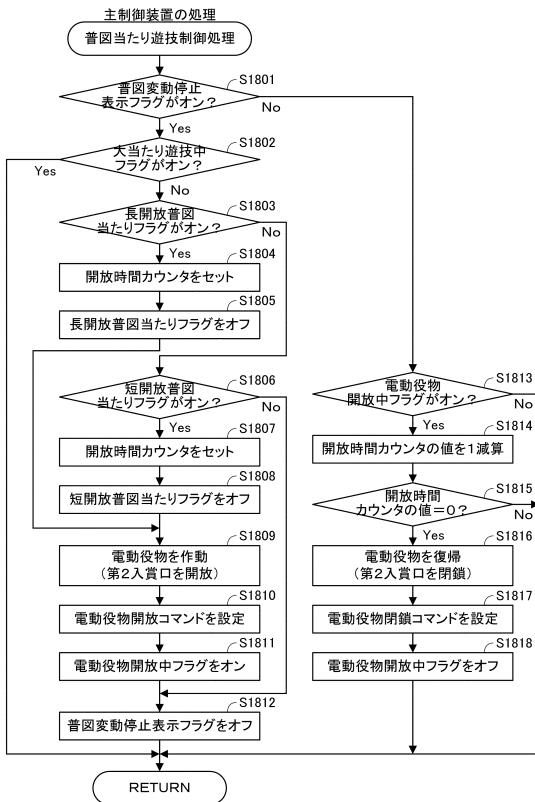 主制御装置の処理
普図当たり遊技制御処理
S1801
普図変動停止
表示フラグがオン?
No
Yes
S1802
大当たり遊技中
フラグがオン?
Yes
No
S1803
長開放普図
当たりフラグがオン?
No
Yes
S1804
開放時間カウンタをセット
S1805
長開放普図当たりフラグをオフ
S1806
短開放普図
当たりフラグがオン?
No
Yes
S1807
開放時間カウンタをセット
S1808
短開放普図当たりフラグをオフ
S1809
電動役物を作動
(第2入賞口を開放)
S1810
電動役物開放コマンドを設定
S1811
電動役物開放中フラグをオン
S1812
普図変動停止表示フラグをオフ
S1813
電動役物
開放中フラグがオン?
No
Yes
S1814
開放時間カウンタの値を1減算
S1815
開放時間
カウンタの値=0?
No
Yes
S1816
電動役物を復帰
(第2入賞口を閉鎖)
S1817
電動役物閉鎖コマンドを設定
S1818
電動役物開放中フラグをオフ
RETURN